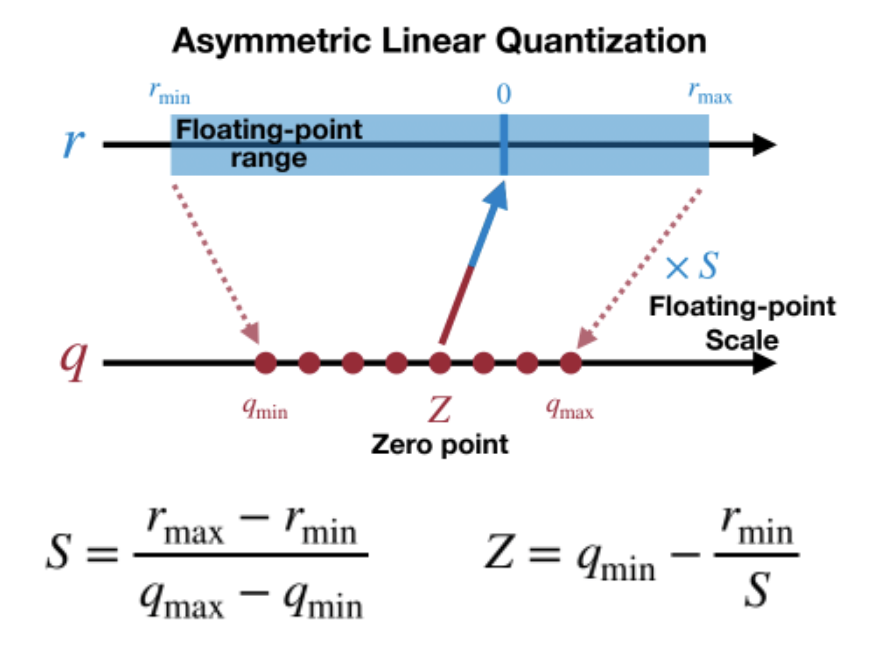 Asymmetric Linear Quantization
r_min 0 r_max
r Floating-point
range
× S
Floating-point
Scale
q
q_min Z q_max
Zero point
S = (r_max − r_min) / (q_max − q_min)
Z = q_min − r_min / S